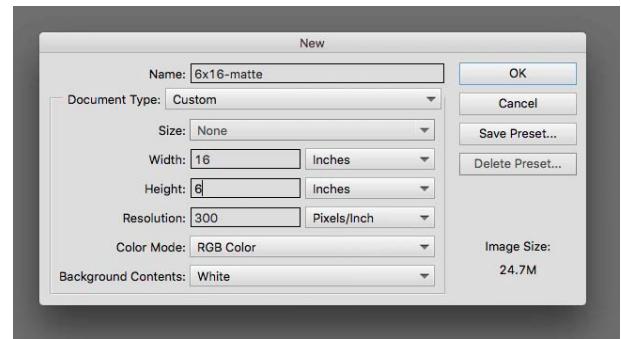 New
Name: 6x16-matte
OK
Document Type: Custom
Cancel
Size: None
Save Preset...
Width: 16 Inches
Delete Preset...
Height: 6 Inches
Resolution: 300 Pixels/Inch
Color Mode: RGB Color
Image Size:
Background Contents: White
24.7M